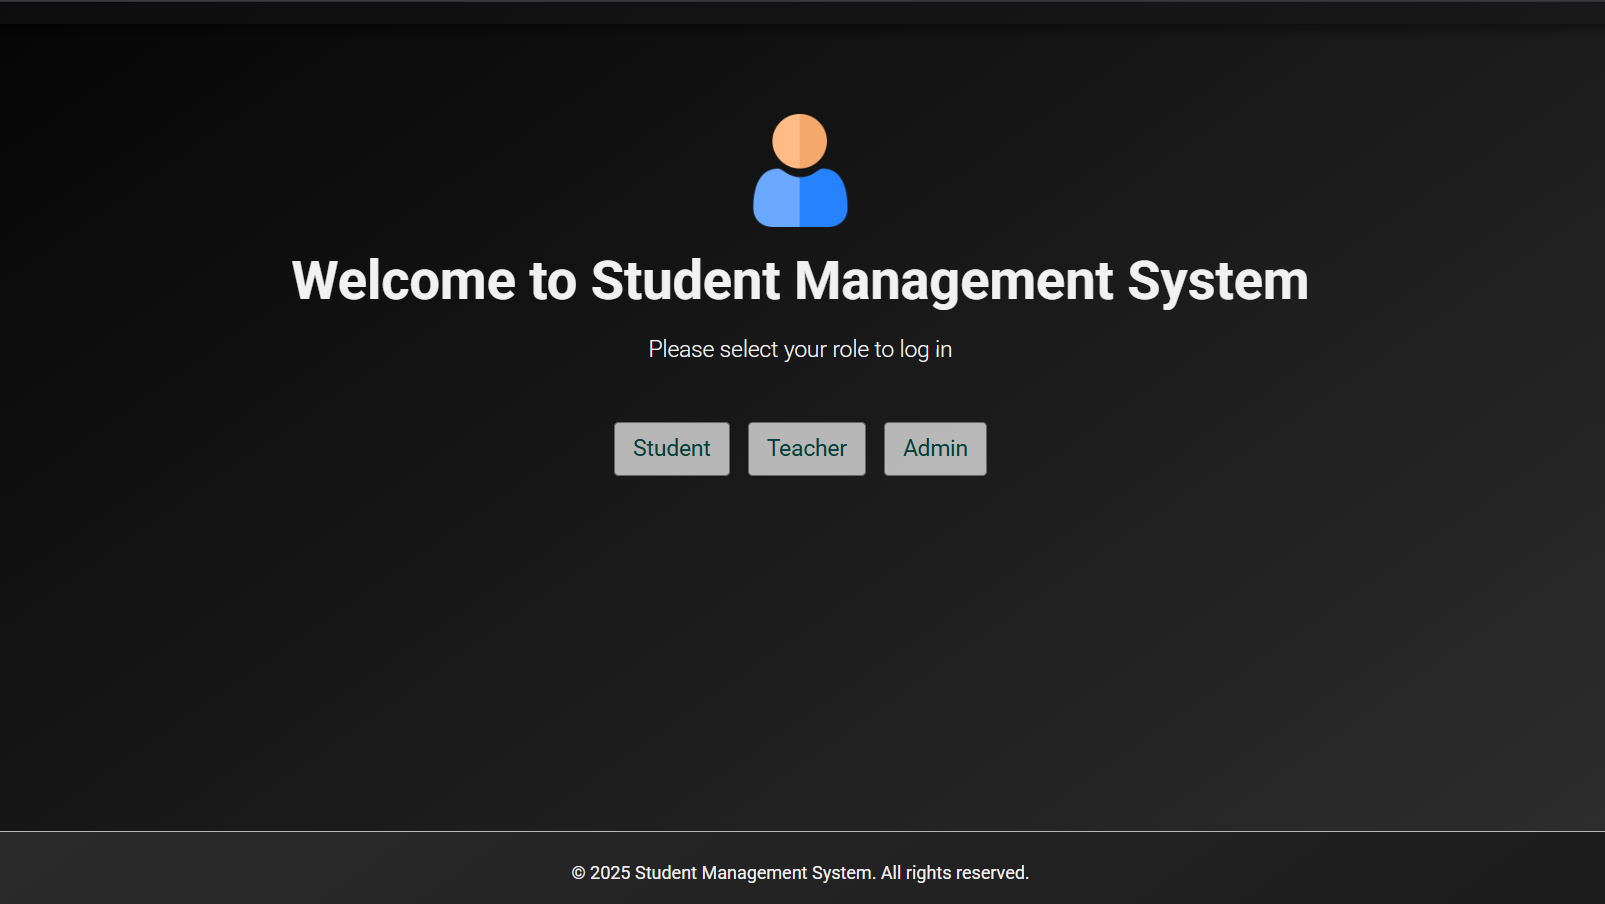 Welcome to Student Management System
Please select your role to log in
Student Teacher Admin
© 2025 Student Management System. All rights reserved.